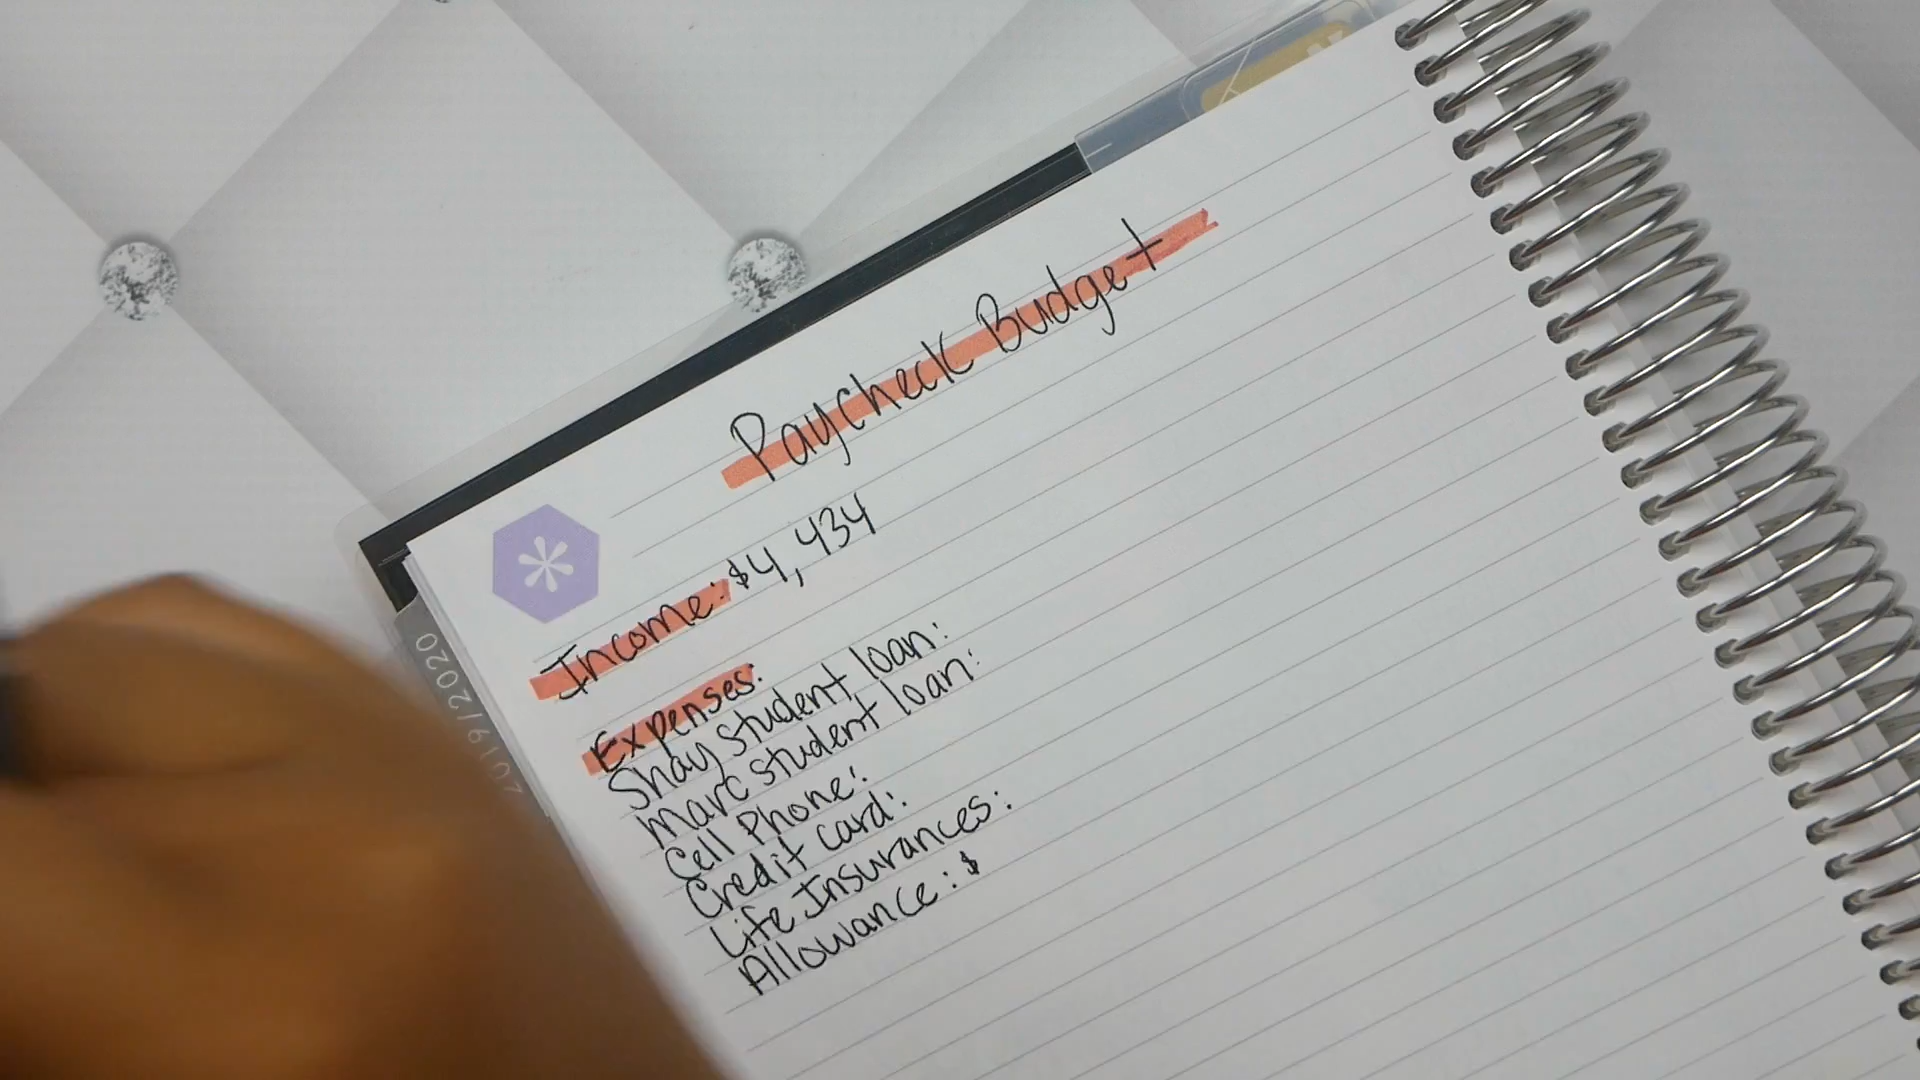 Paycheck Budget
Income: $4,434
Expenses:
Shay Student loan:
Marc Student loan:
Cell Phone:
Credit Card:
Life Insurances:
Allowance: $
2019/2020